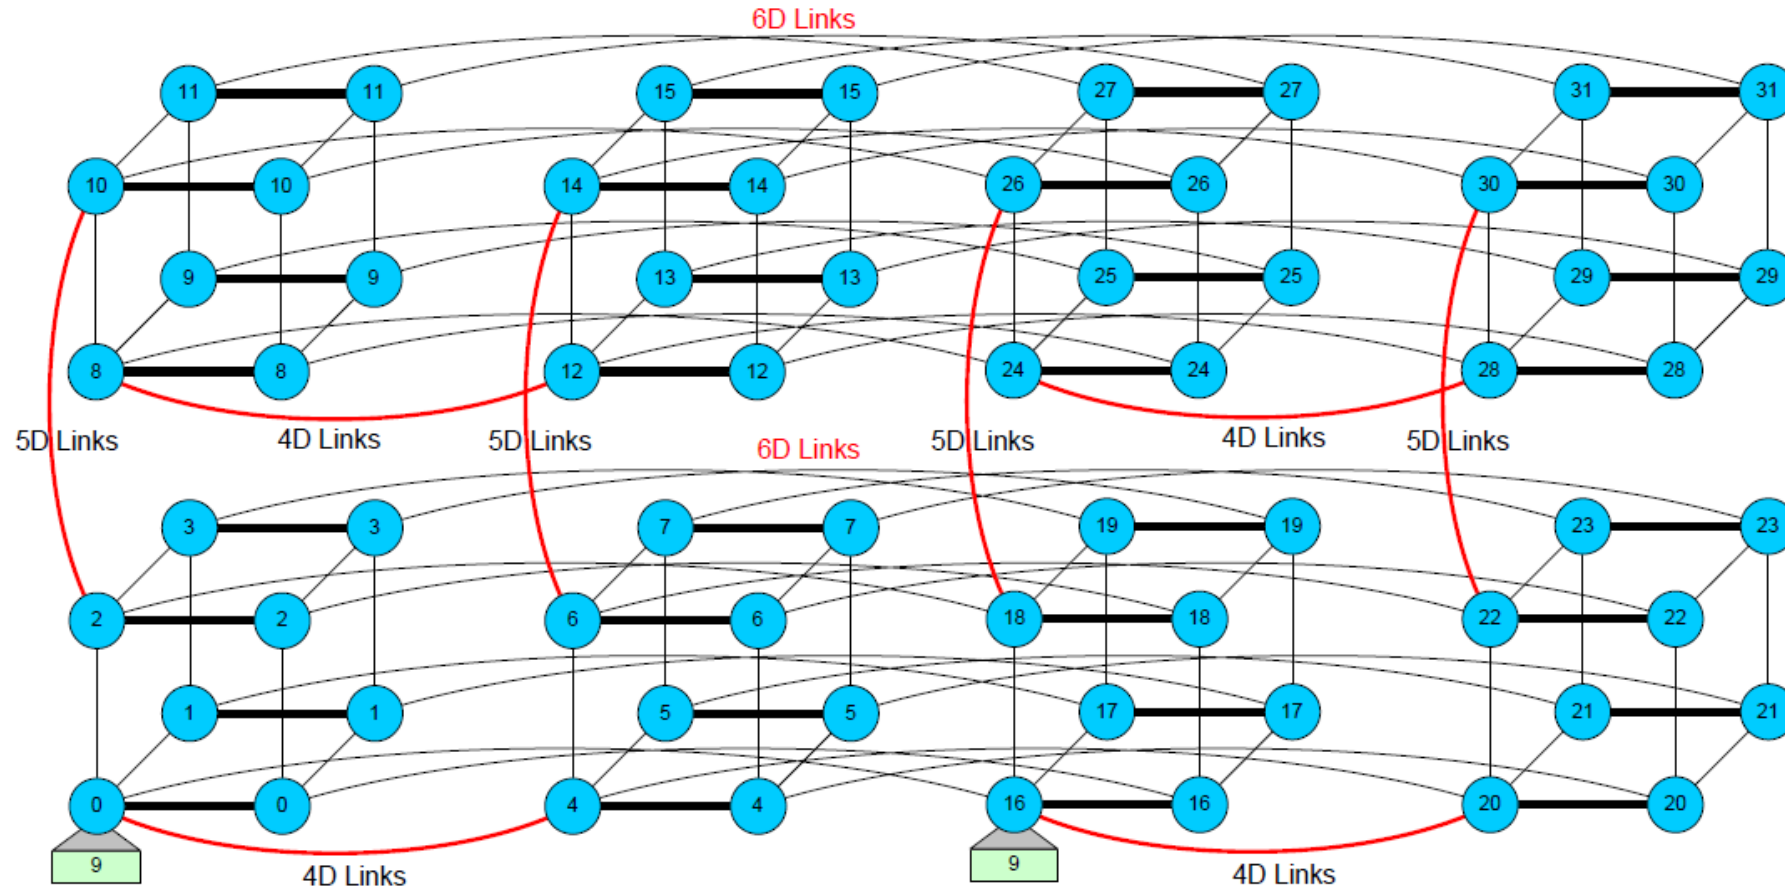 6D Links
11 11 15 15 27 27 31 31
10 10 14 14 26 26 30 30
9 9 13 13 25 25 29 29
8 8 12 12 24 24 28 28
5D Links 4D Links 5D Links 5D Links 4D Links 5D Links
6D Links
3 3 7 7 19 19 23 23
2 2 6 6 18 18 22 22
1 1 5 5 17 17 21 21
0 0 4 4 16 16 20 20
9 9
4D Links 4D Links